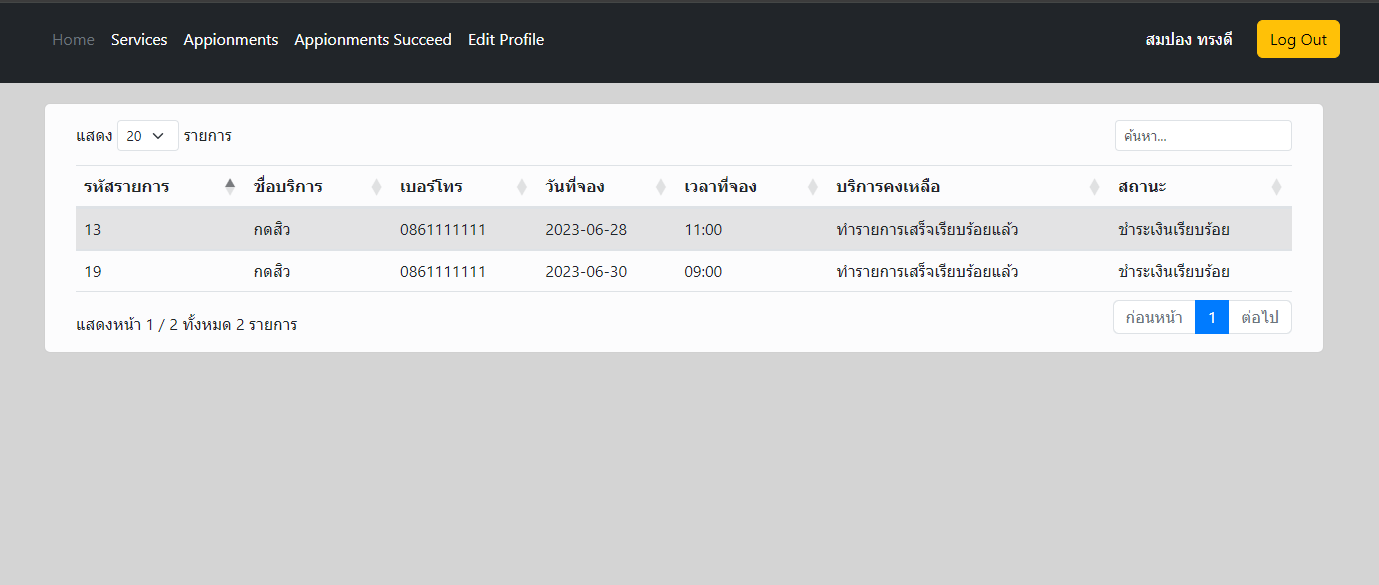 Home Services Appionments Appionments Succeed Edit Profile สมปอง ทรงดี Log Out
แสดง 20 รายการ ค้นหา...
รหัสรายการ ชื่อบริการ เบอร์โทร วันที่จอง เวลาที่จอง บริการคงเหลือ สถานะ
13 กดสิว 0861111111 2023-06-28 11:00 ทำรายการเสร็จเรียบร้อยแล้ว ชำระเงินเรียบร้อย
19 กดสิว 0861111111 2023-06-30 09:00 ทำรายการเสร็จเรียบร้อยแล้ว ชำระเงินเรียบร้อย
แสดงหน้า 1 / 2 ทั้งหมด 2 รายการ ก่อนหน้า 1 ต่อไป